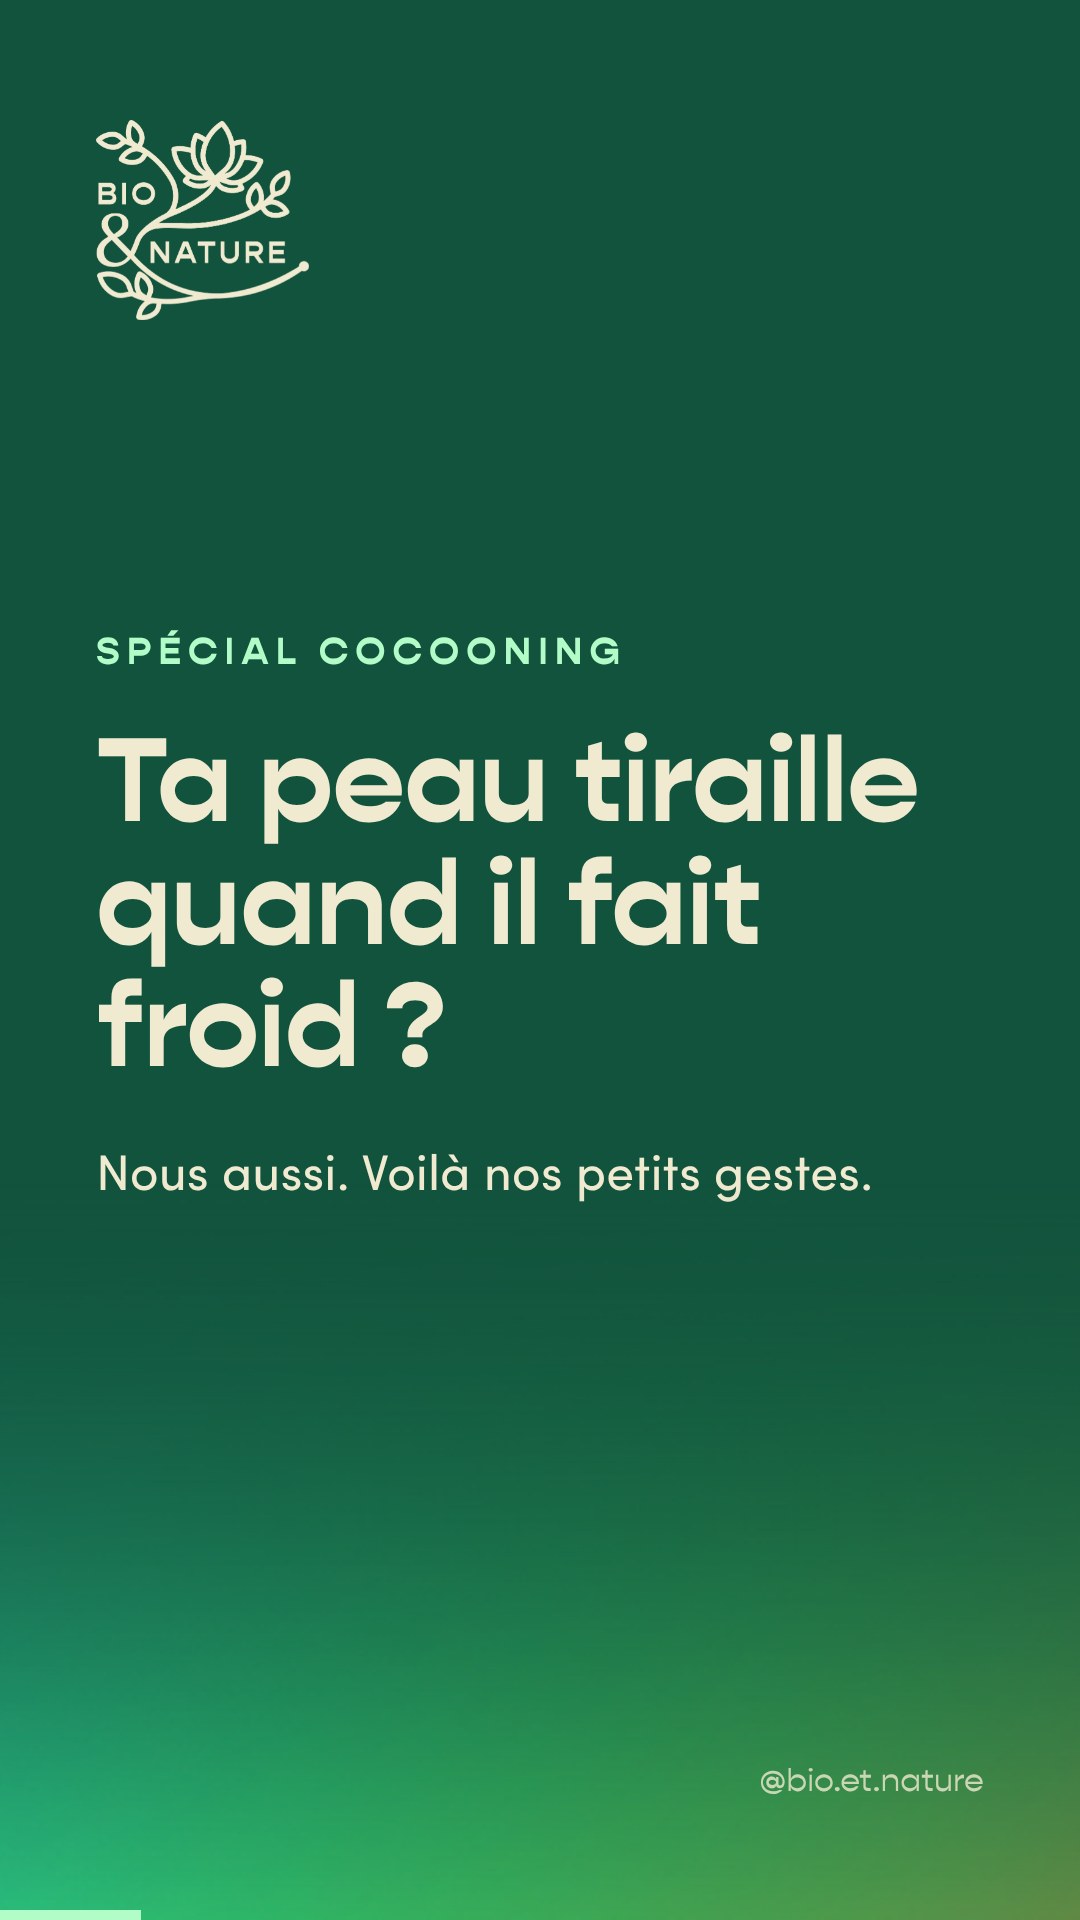 BIO
& NATURE
SPÉCIAL COCOONING
Ta peau tiraille
quand il fait
froid ?
Nous aussi. Voilà nos petits gestes.
@bio.et.nature